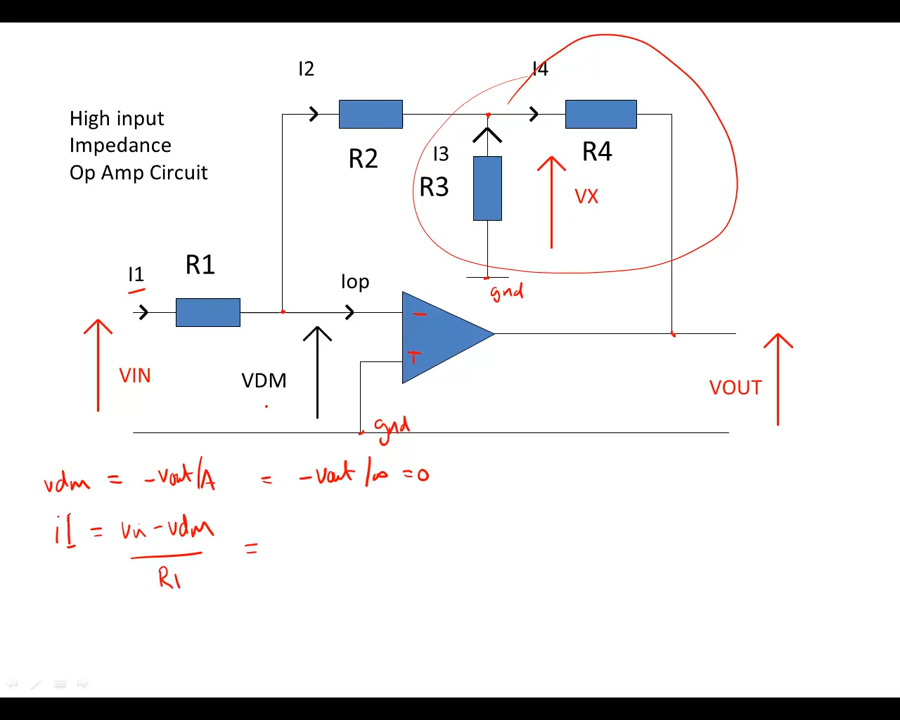 High input
Impedance
Op Amp Circuit
I2
R2
I4
R4
I3
R3
VX
gnd
I1
R1
Iop
VIN
VDM
-
+
gnd
VOUT
vdm = -vout/A = -vout/∞ = 0
i1 = vin - vdm =
R1